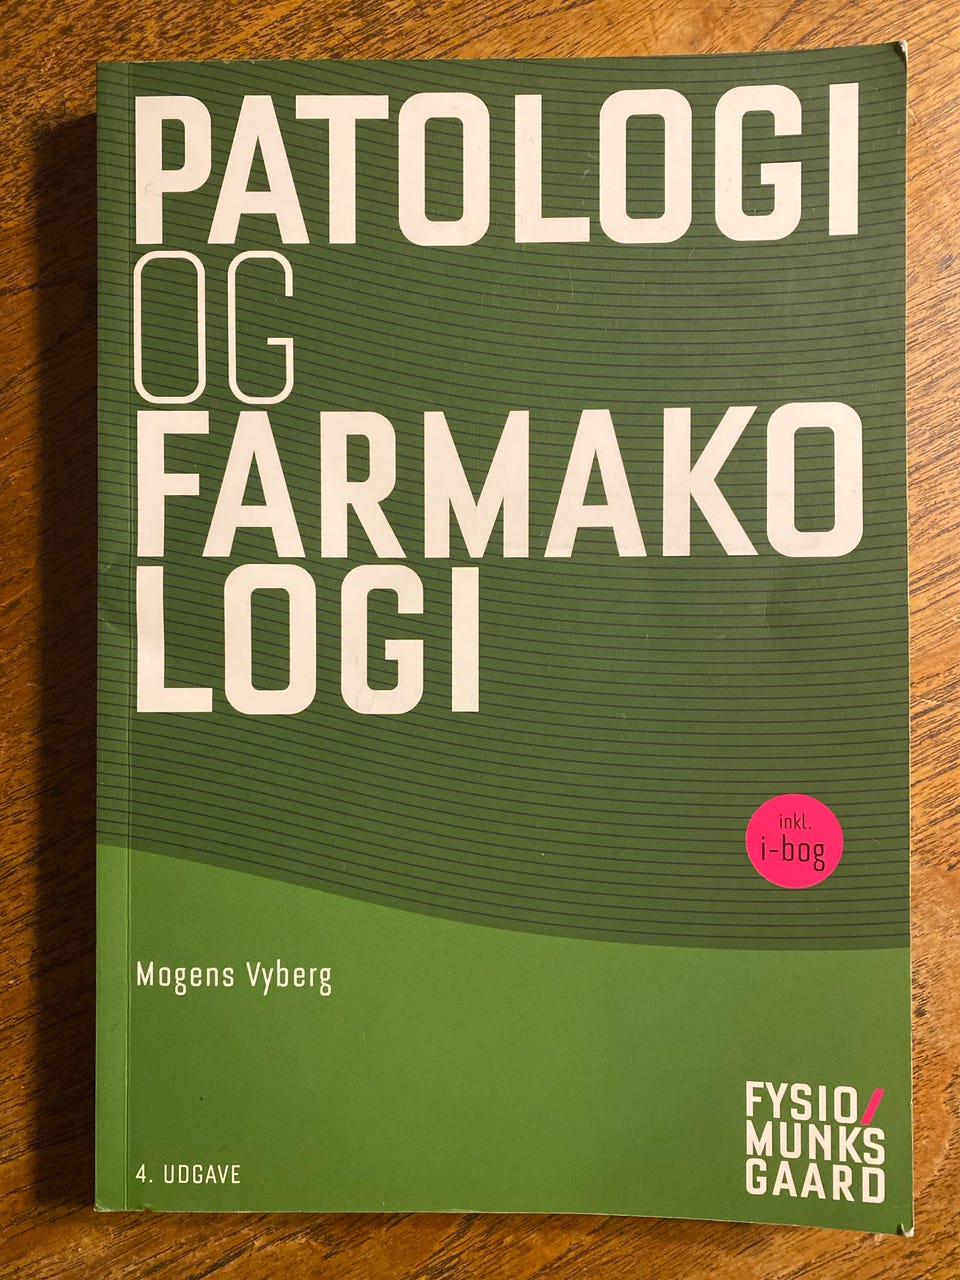 PATOLOGI
OG
FARMAKO
LOGI
inkl.
i-bog
Mogens Vyberg
4. UDGAVE
FYSIO/
MUNKS
GAARD